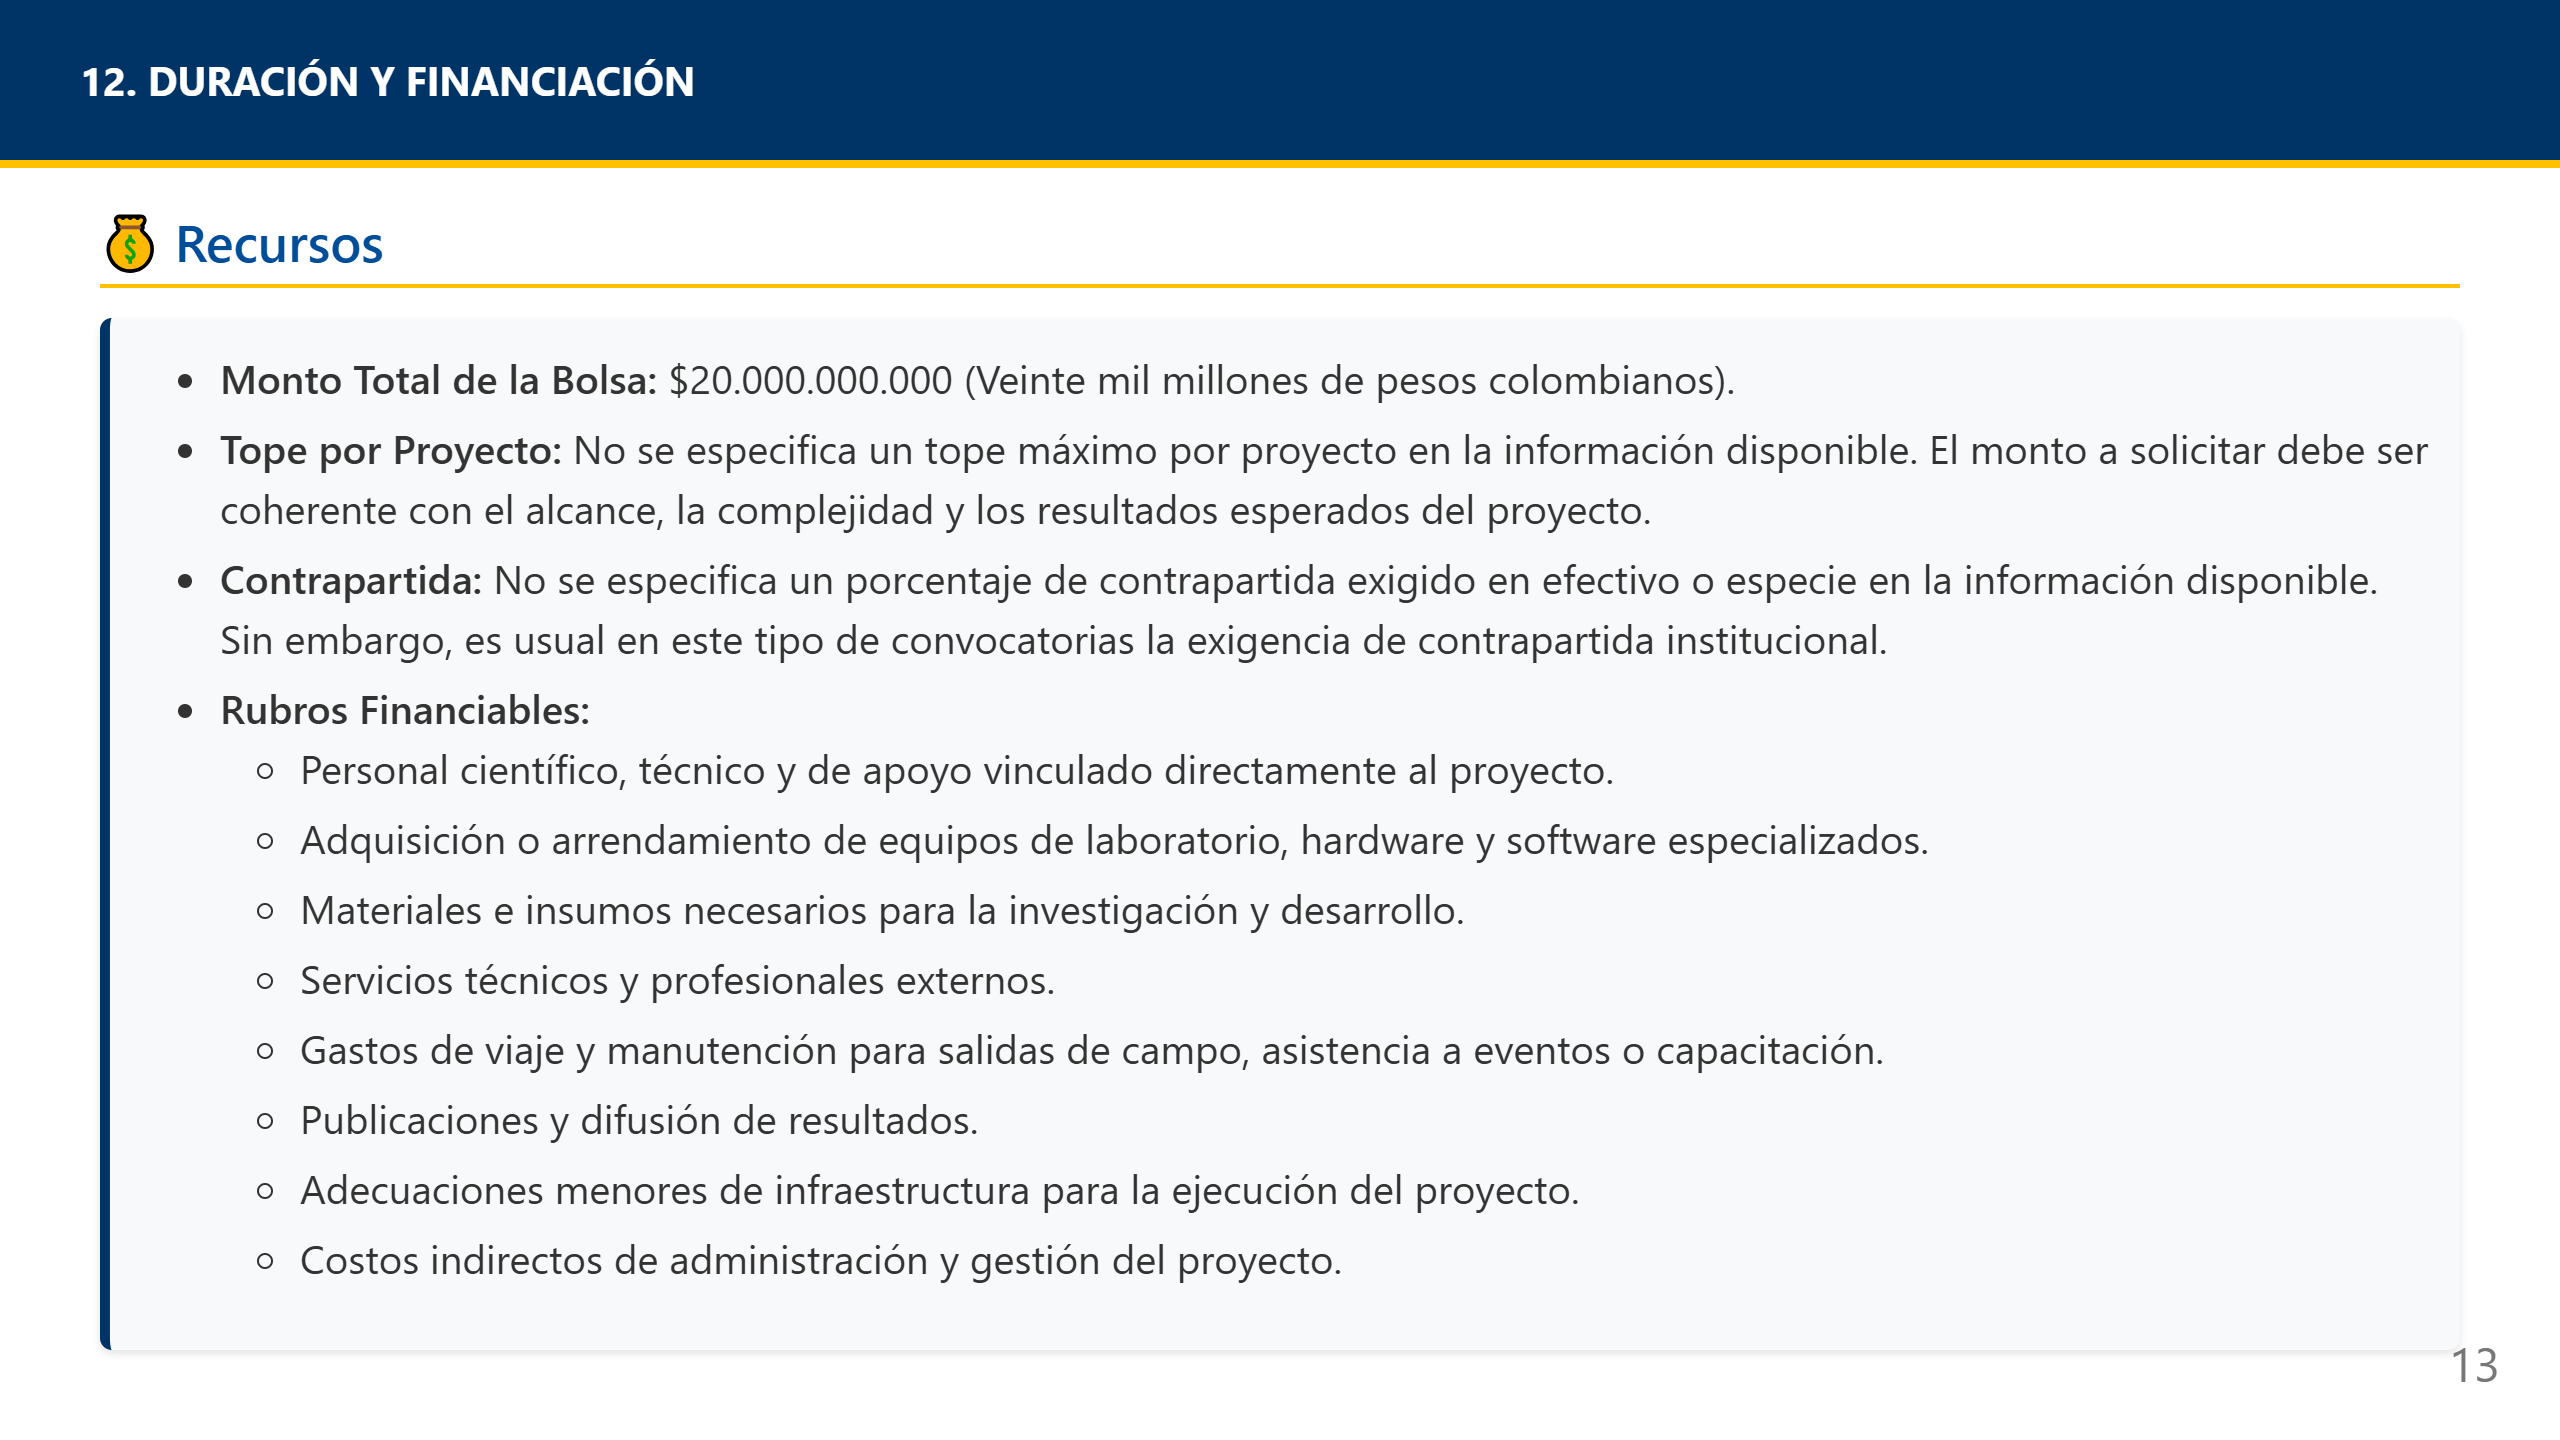 12. DURACIÓN Y FINANCIACIÓN
Recursos
• Monto Total de la Bolsa: $20.000.000.000 (Veinte mil millones de pesos colombianos).
• Tope por Proyecto: No se especifica un tope máximo por proyecto en la información disponible. El monto a solicitar debe ser
coherente con el alcance, la complejidad y los resultados esperados del proyecto.
• Contrapartida: No se especifica un porcentaje de contrapartida exigido en efectivo o especie en la información disponible.
Sin embargo, es usual en este tipo de convocatorias la exigencia de contrapartida institucional.
• Rubros Financiables:
○ Personal científico, técnico y de apoyo vinculado directamente al proyecto.
○ Adquisición o arrendamiento de equipos de laboratorio, hardware y software especializados.
○ Materiales e insumos necesarios para la investigación y desarrollo.
○ Servicios técnicos y profesionales externos.
○ Gastos de viaje y manutención para salidas de campo, asistencia a eventos o capacitación.
○ Publicaciones y difusión de resultados.
○ Adecuaciones menores de infraestructura para la ejecución del proyecto.
○ Costos indirectos de administración y gestión del proyecto.
13